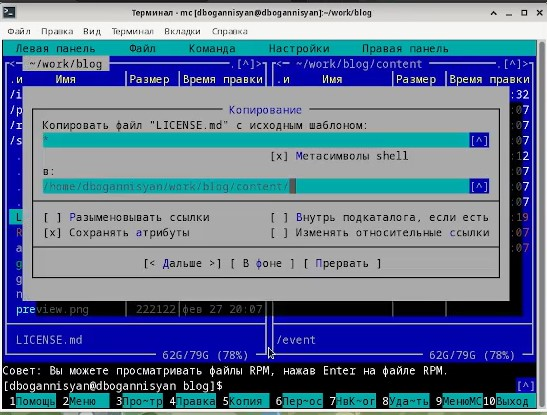 Терминал - mc [dbogannisyan@dbogannisyan]:~/work/blog
Файл Правка Вид Терминал Вкладки Справка
Левая панель Файл Команда Настройки Правая панель
~/work/blog .[^]> <─ ~/work/blog/content .[^]>
.и Имя Размер Время правки .и Имя Размер Время правки
Копирование
Копировать файл "LICENSE.md" с исходным шаблоном:
* [^]
[x] Метасимволы shell
в:
/home/dbogannisyan/work/blog/content/ [^]
[ ] Разыменовывать ссылки [ ] Внутрь подкаталога, если есть
[x] Сохранять атрибуты [ ] Изменять относительные ссылки
[< Дальше >] [ В фоне ] [ Прервать ]
preview.png 222122 фев 27 20:07
LICENSE.md /event
62G/79G (78%) 62G/79G (78%)
Совет: Вы можете просматривать файлы RPM, нажав Enter на файле RPM.
[dbogannisyan@dbogannisyan blog]$ [^]
1Помощь 2Меню 3Про~тр 4Правка 5Копия 6Пер~ос 7НвК~ог 8Уда~ть 9МенюМС 10Выход